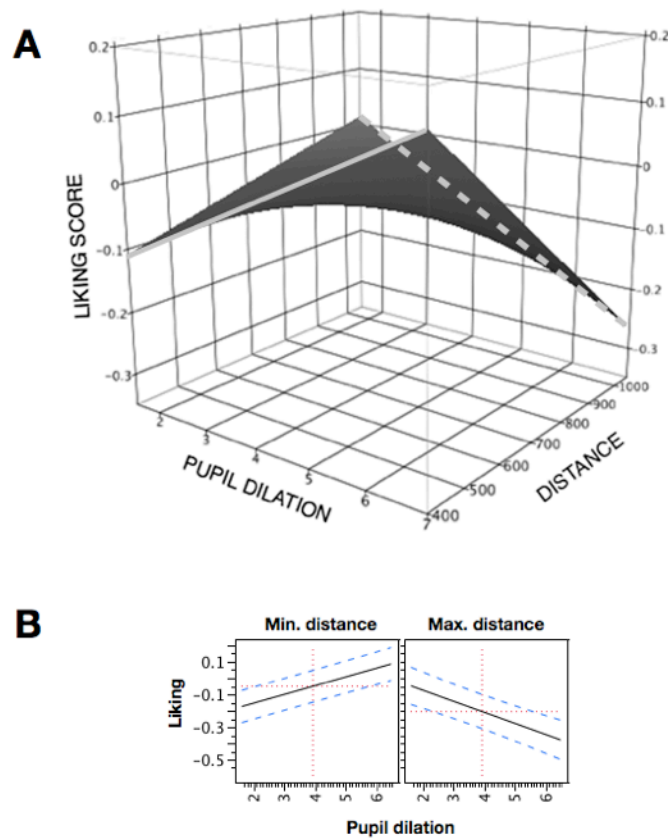 A
0.2
0.1
0
-0.1
-0.2
-0.3
LIKING SCORE
0.2
0.1
0
-0.1
-0.2
-0.3
2
3
4
5
6
7
PUPIL DILATION
400
500
600
700
800
900
1000
DISTANCE
B
Min. distance
Max. distance
0.1
-0.1
-0.3
-0.5
Liking
2 3 4 5 6
2 3 4 5 6
Pupil dilation